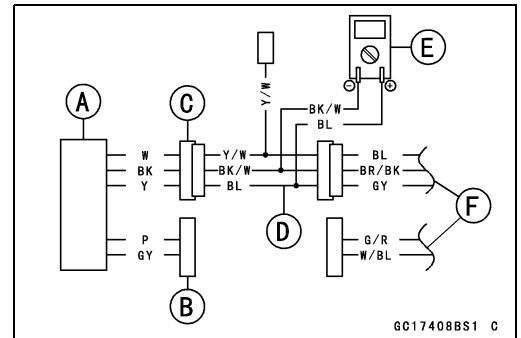 E
A
C
Y/W
BK/W
BL
W Y/W BL
BK BK/W BR/BK
Y BL GY
F
D
P G/R
GY W/BL
B
GC17408BS1 C